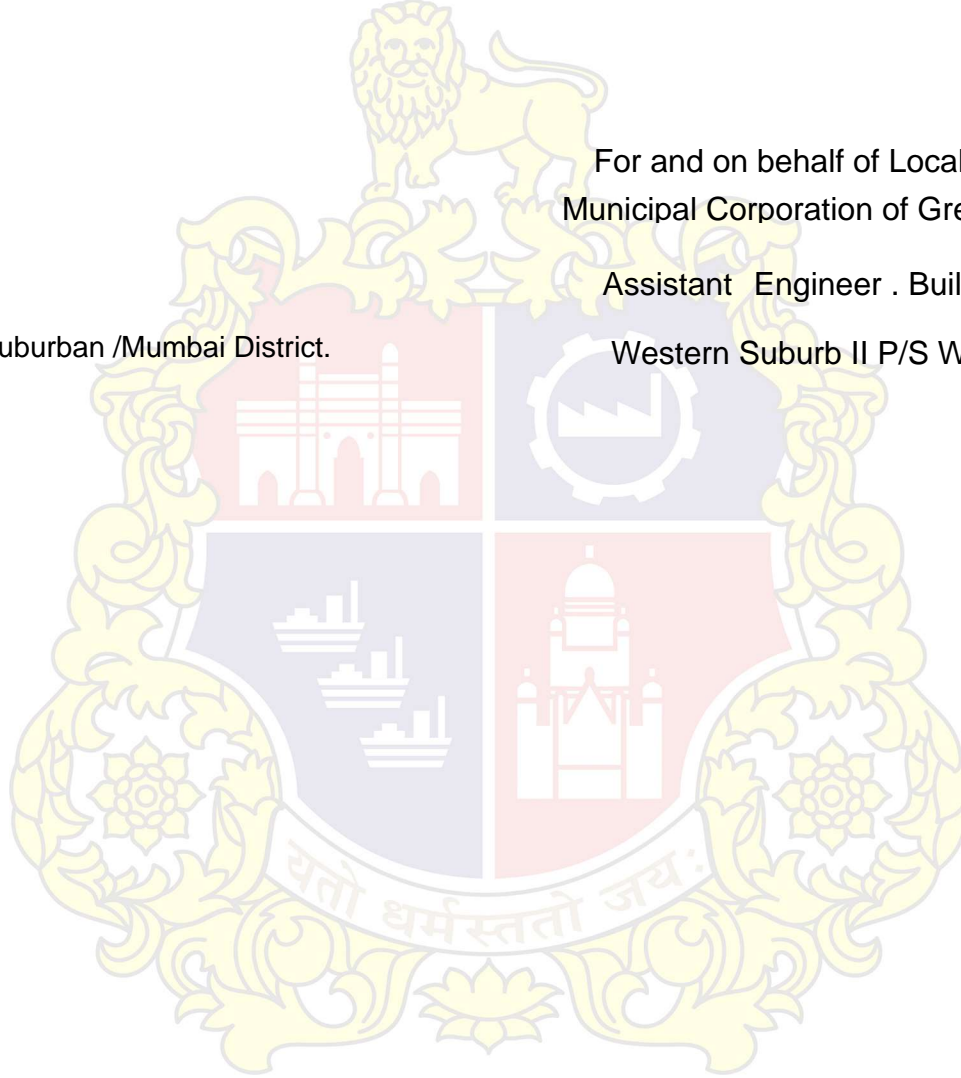 For and on behalf of Local
Municipal Corporation of Gre
Assistant Engineer . Buil
uburban /Mumbai District.
Western Suburb II P/S W
यतो धर्मस्ततो जय: